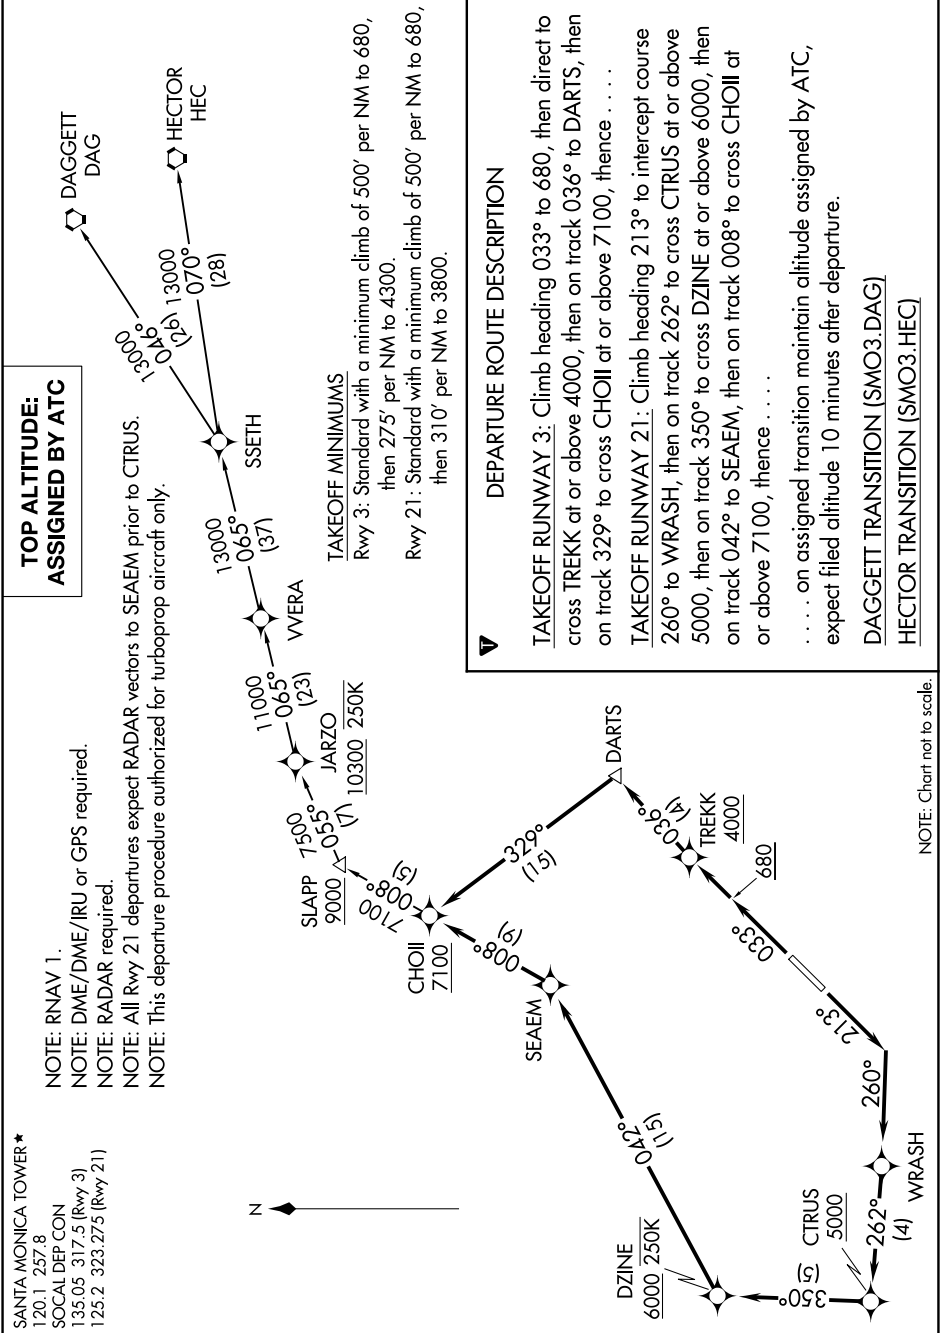 SANTA MONICA TOWER★
120.1 257.8
SOCAL DEP CON
135.05 317.5 (Rwy 3)
125.2 323.275 (Rwy 21)
TOP ALTITUDE:
ASSIGNED BY ATC
NOTE: RNAV 1.
NOTE: DME/DME/IRU or GPS required.
NOTE: RADAR required.
NOTE: All Rwy 21 departures expect RADAR vectors to SEAEM prior to CTRUS.
NOTE: This departure procedure authorized for turboprop aircraft only.
N
DAGGETT
DAG
HECTOR
HEC
13000
046°
(26)
13000
070°
(28)
SSETH
13000
065°
(37)
VVERA
11000
065°
(23)
JARZO
10300 250K
7500
055°
(7)
SLAPP
9000
7100
008°
(5)
CHOII
7100
008°
(9)
SEAEM
329°
(15)
DARTS
036°
(4)
TREKK
4000
680
033°
213°
260°
WRASH
262°
(4)
CTRUS
5000
350°
(5)
DZINE
6000 250K
042°
(15)
TAKEOFF MINIMUMS
Rwy 3: Standard with a minimum climb of 500' per NM to 680,
then 275' per NM to 4300.
Rwy 21: Standard with a minimum climb of 500' per NM to 680,
then 310' per NM to 3800.
T
DEPARTURE ROUTE DESCRIPTION
TAKEOFF RUNWAY 3: Climb heading 033° to 680, then direct to
cross TREKK at or above 4000, then on track 036° to DARTS, then
on track 329° to cross CHOII at or above 7100, thence . . . .
TAKEOFF RUNWAY 21: Climb heading 213° to intercept course
260° to WRASH, then on track 262° to cross CTRUS at or above
5000, then on track 350° to cross DZINE at or above 6000, then
on track 042° to SEAEM, then on track 008° to cross CHOII at
or above 7100, thence . . . .
. . . . on assigned transition maintain altitude assigned by ATC,
expect filed altitude 10 minutes after departure.
DAGGETT TRANSITION (SMO3.DAG)
HECTOR TRANSITION (SMO3.HEC)
NOTE: Chart not to scale.